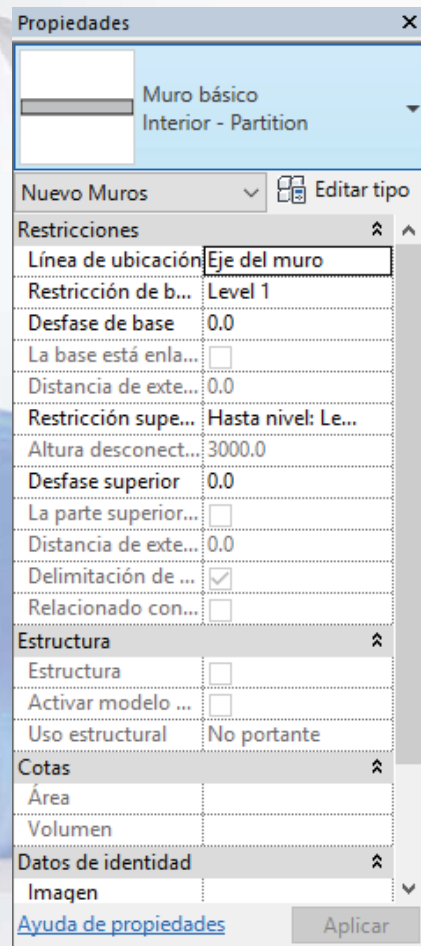 Propiedades
Muro básico
Interior - Partition
Nuevo Muros
Editar tipo
Restricciones
Línea de ubicación Eje del muro
Restricción de b... Level 1
Desfase de base 0.0
La base está enla...
Distancia de exte... 0.0
Restricción supe... Hasta nivel: Le...
Altura desconect... 3000.0
Desfase superior 0.0
La parte superior...
Distancia de exte... 0.0
Delimitación de ...
Relacionado con...
Estructura
Estructura
Activar modelo ...
Uso estructural No portante
Cotas
Área
Volumen
Datos de identidad
Imagen
Ayuda de propiedades Aplicar